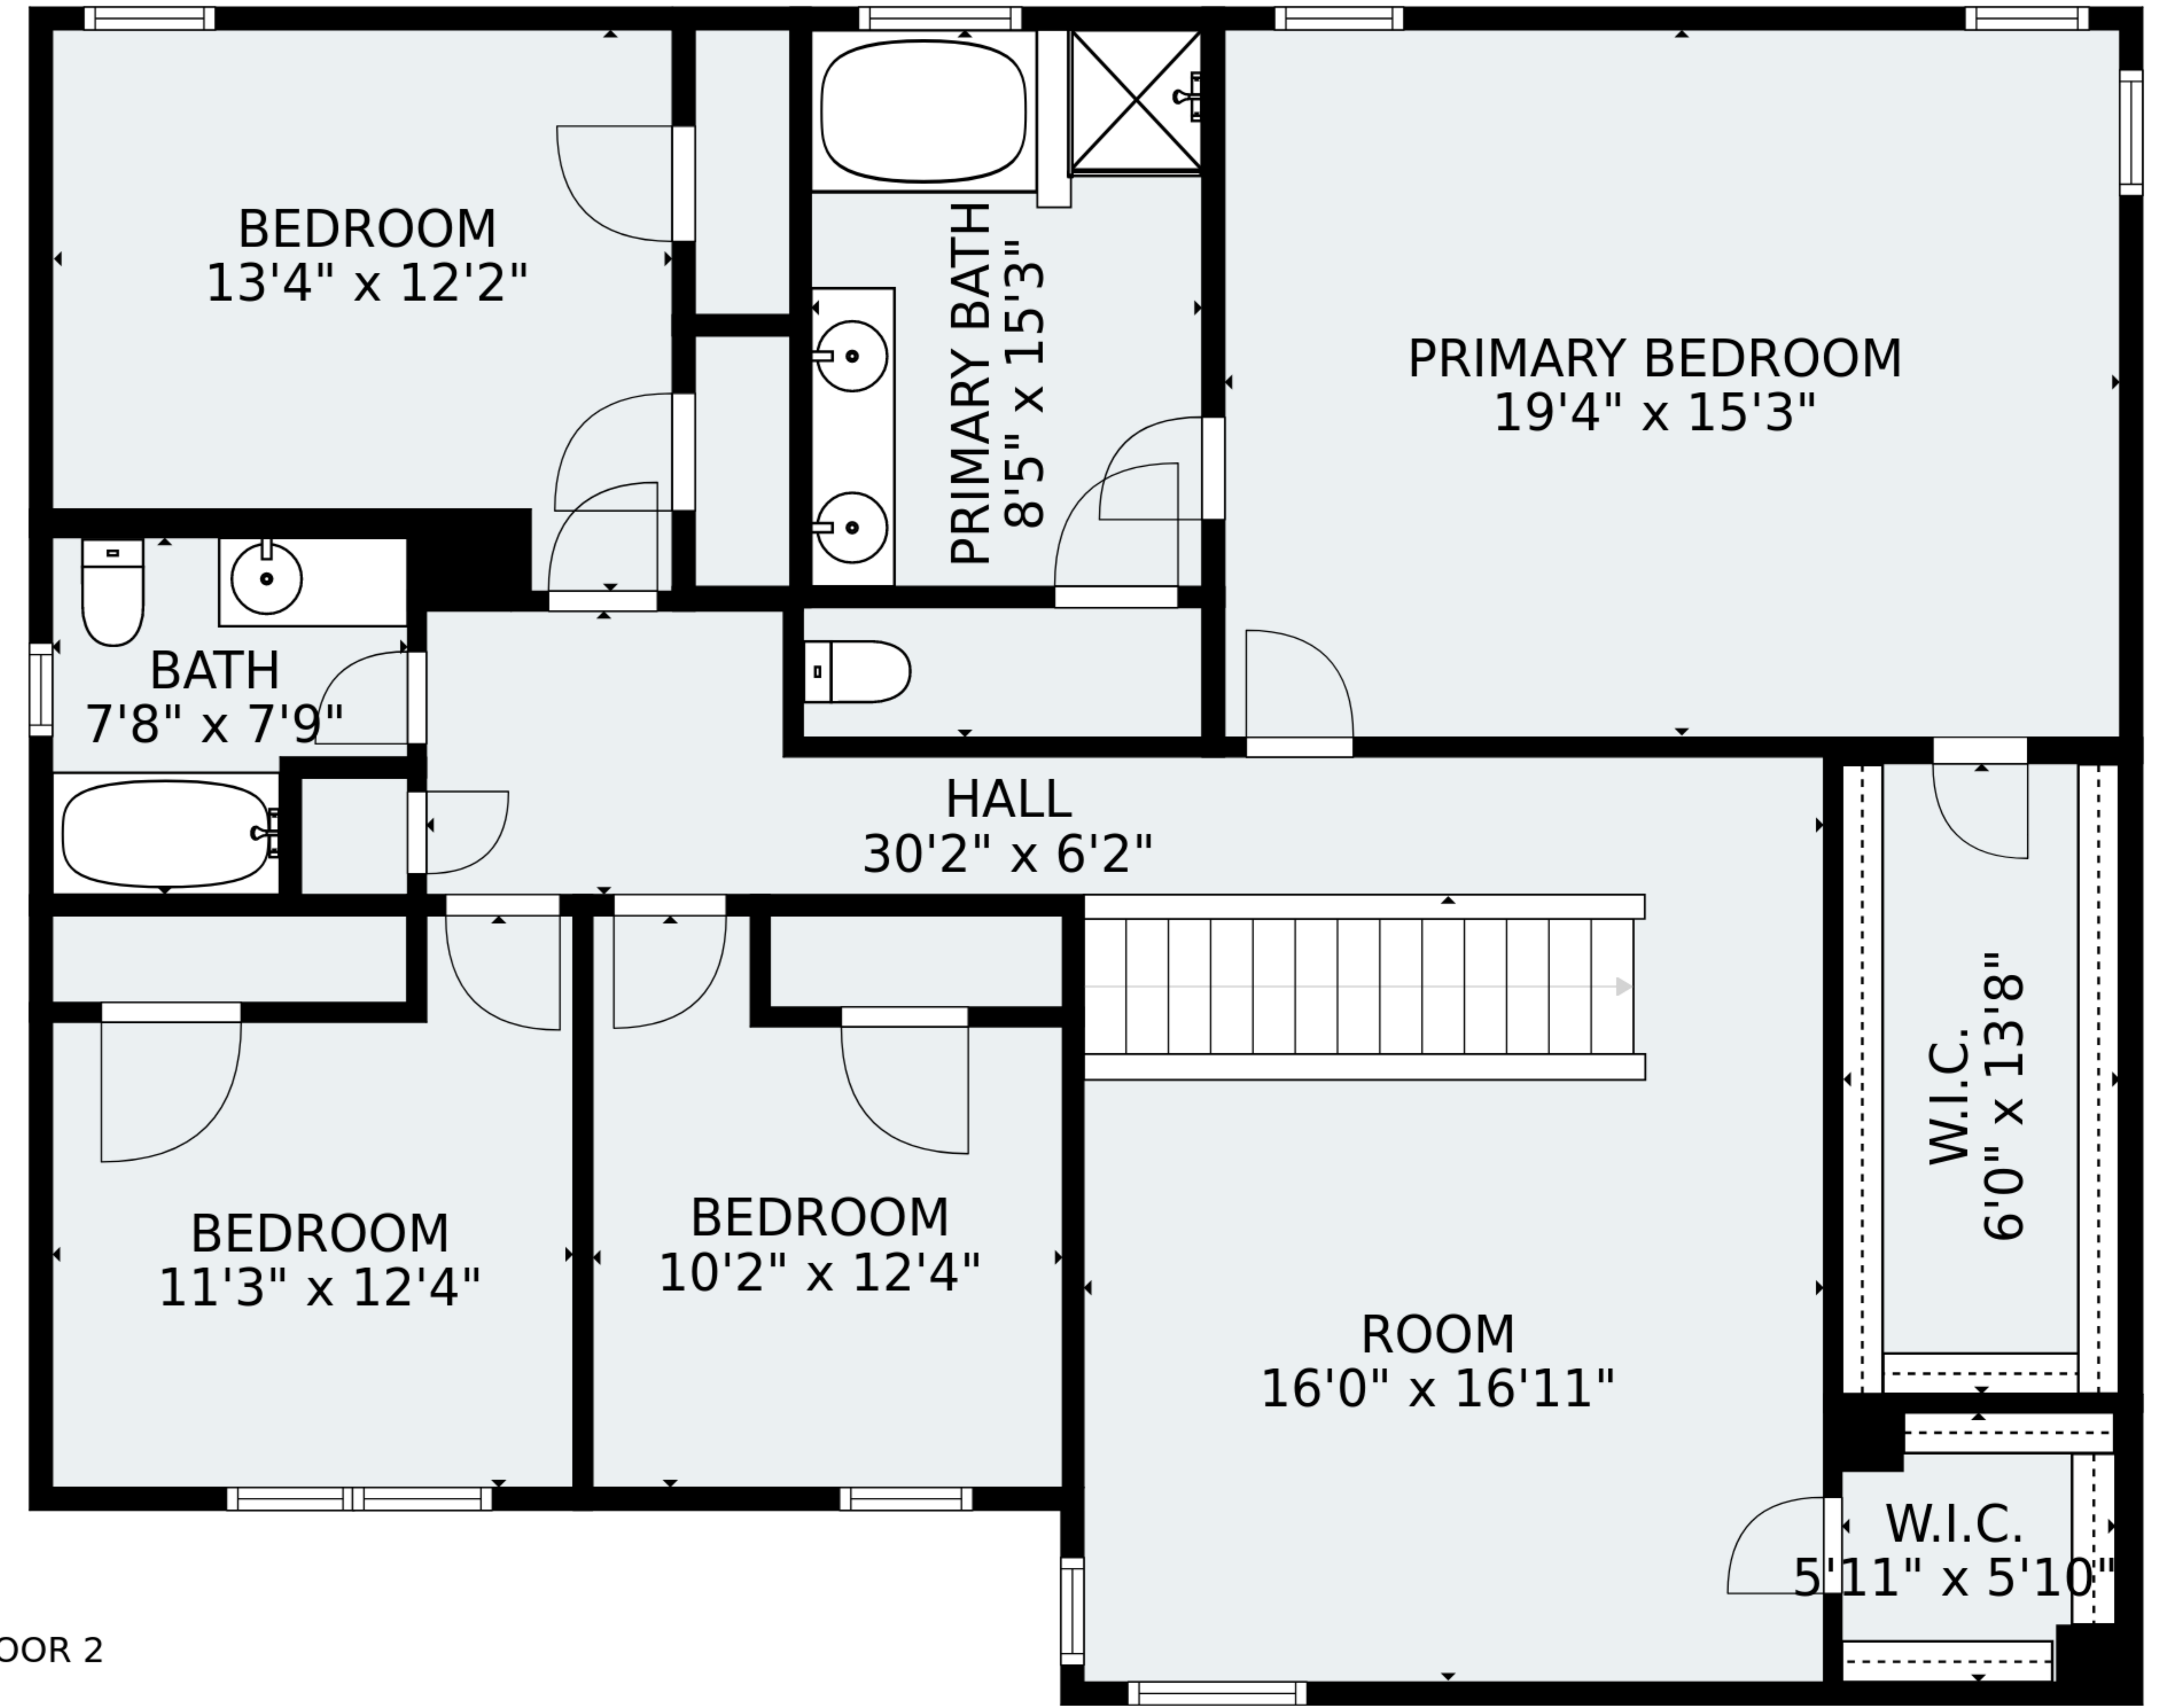 BEDROOM
13'4" x 12'2"
PRIMARY BATH
8'5" x 15'3"
PRIMARY BEDROOM
19'4" x 15'3"
BATH
7'8" x 7'9"
HALL
30'2" x 6'2"
W.I.C.
6'0" x 13'8"
BEDROOM
11'3" x 12'4"
BEDROOM
10'2" x 12'4"
ROOM
16'0" x 16'11"
W.I.C.
5'11" x 5'10"
OOR 2